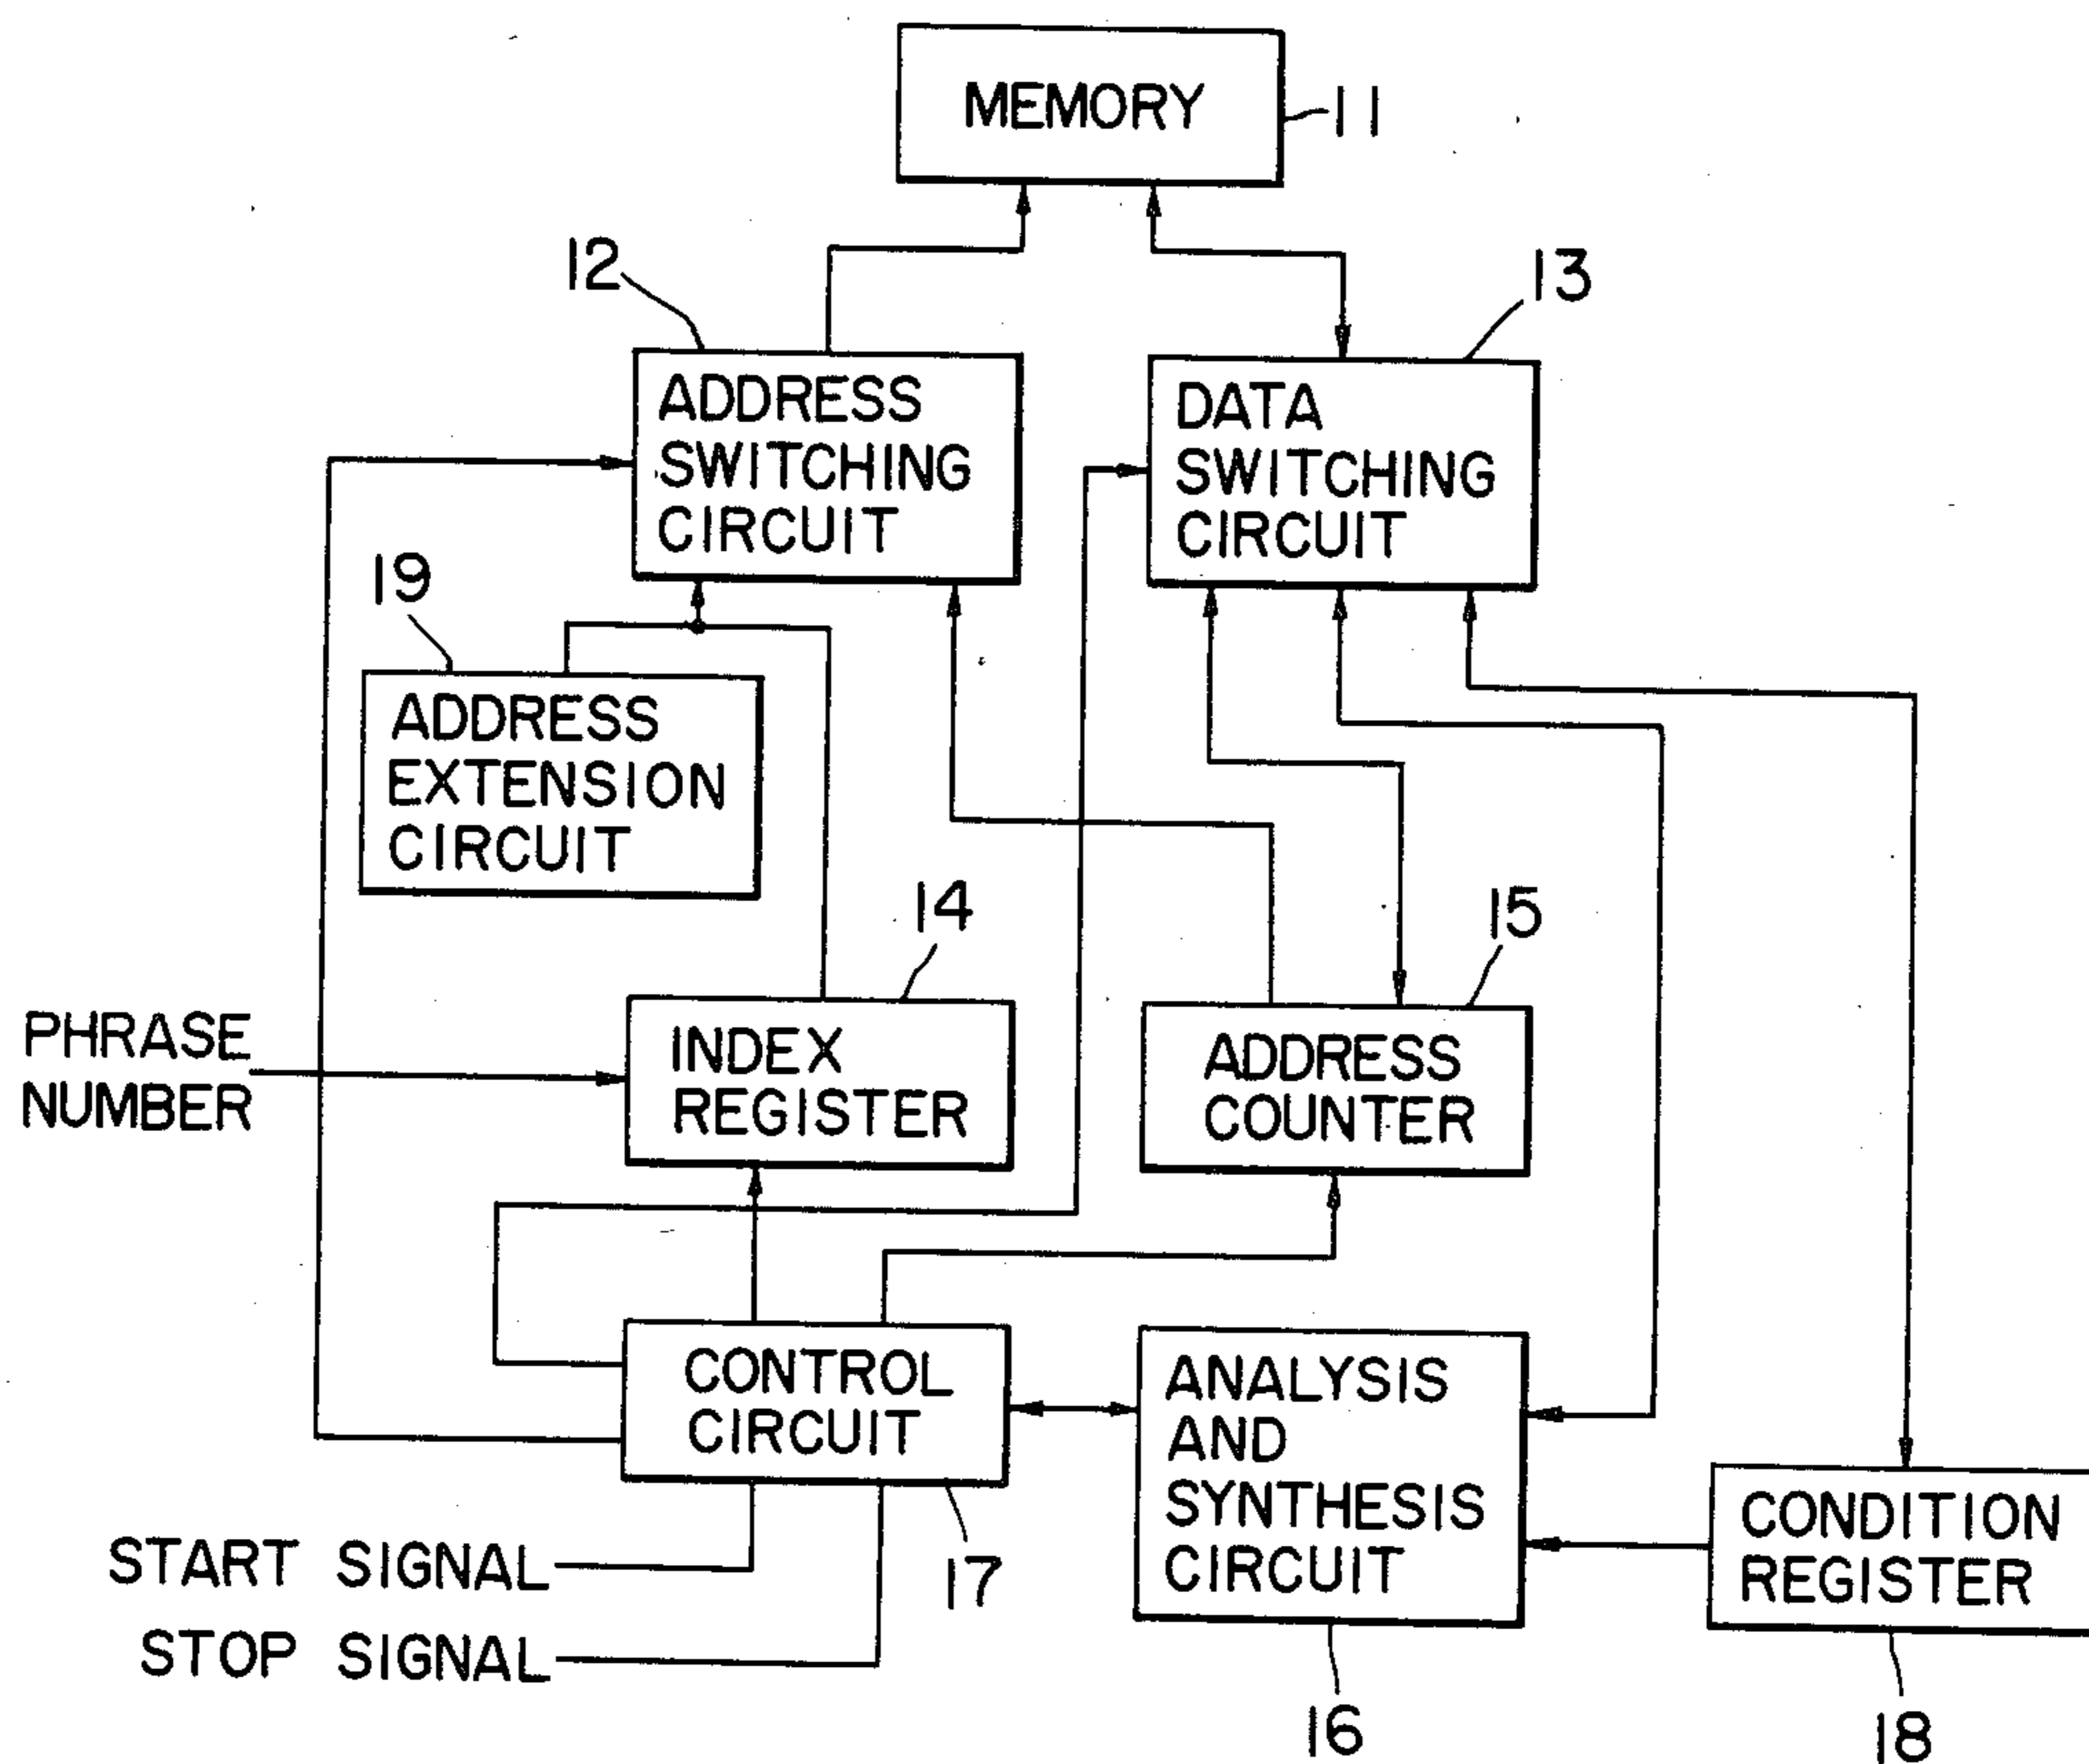 MEMORY
11
12
13
ADDRESS
SWITCHING
CIRCUIT
DATA
SWITCHING
CIRCUIT
19
ADDRESS
EXTENSION
CIRCUIT
14
15
PHRASE
NUMBER
INDEX
REGISTER
ADDRESS
COUNTER
CONTROL
CIRCUIT
ANALYSIS
AND
SYNTHESIS
CIRCUIT
CONDITION
REGISTER
START SIGNAL
STOP SIGNAL
17
16
18